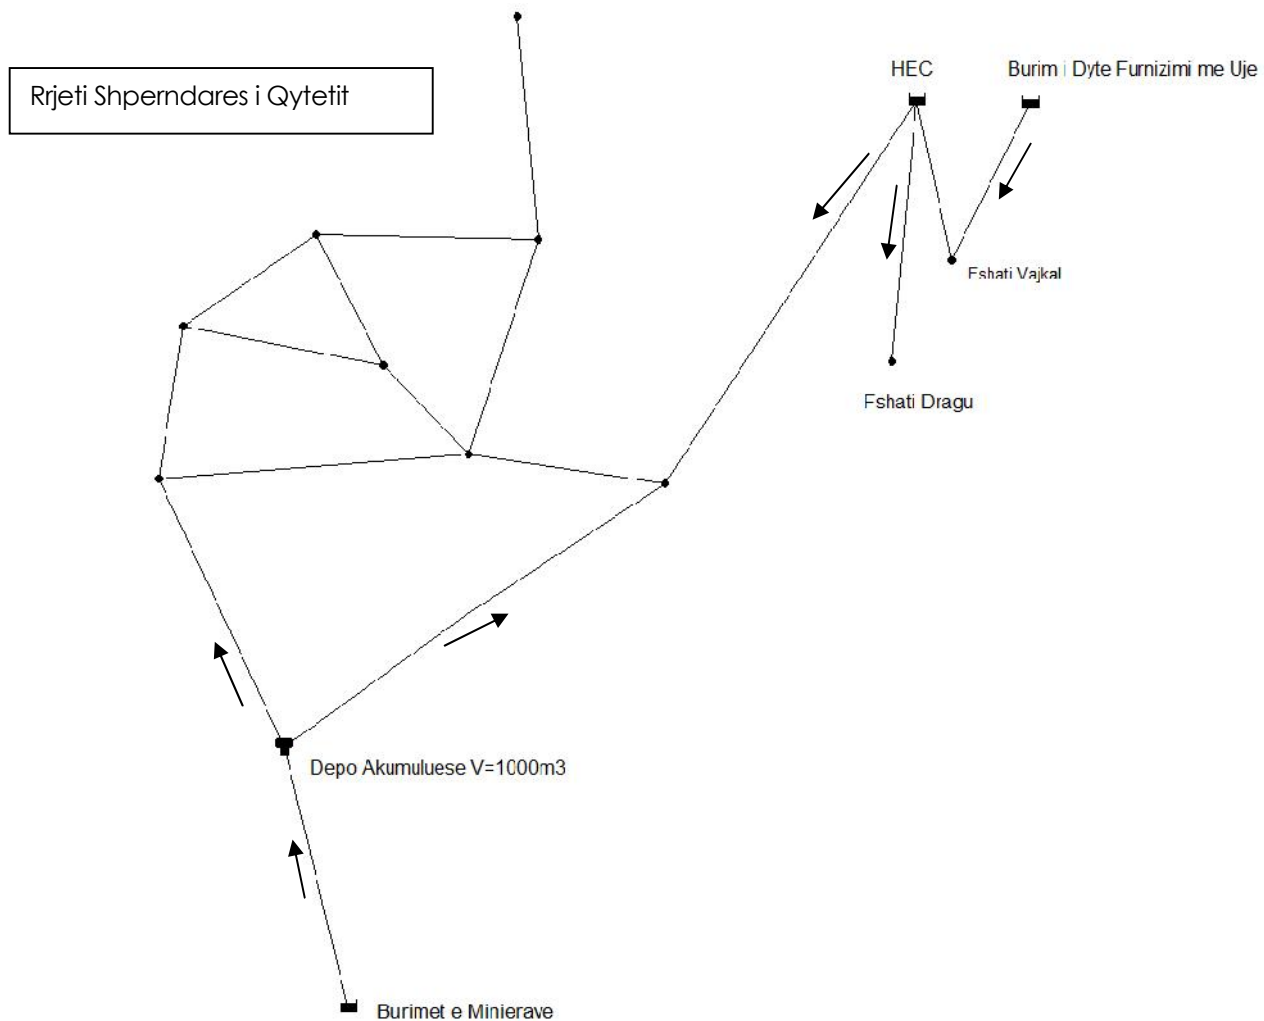 Rrjeti Shperndares i Qytetit
HEC
Burim i Dyte Furnizimi me Uje
Fshati Vajkal
Fshati Dragu
Depo Akumuluese V=1000m3
Burimet e Minierave